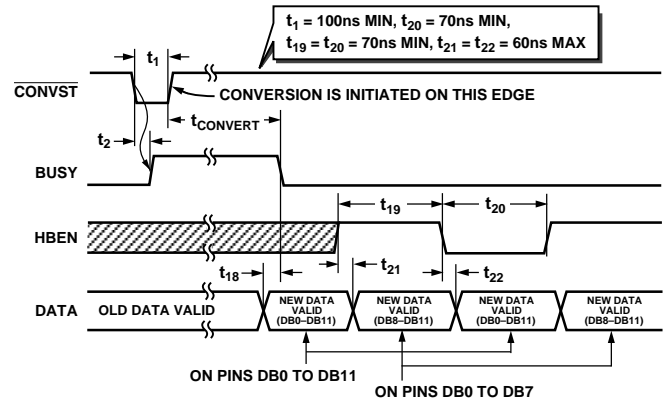 t1 = 100ns MIN, t20 = 70ns MIN,
t19 = t20 = 70ns MIN, t21 = t22 = 60ns MAX
t1
CONVST
CONVERSION IS INITIATED ON THIS EDGE
tCONVERT
t2
BUSY
t19
t20
HBEN
t18
t21
t22
DATA
OLD DATA VALID
NEW DATA
VALID
(DB0–DB11)
NEW DATA
VALID
(DB8–DB11)
NEW DATA
VALID
(DB0–DB11)
NEW DATA
VALID
(DB8–DB11)
ON PINS DB0 TO DB11
ON PINS DB0 TO DB7